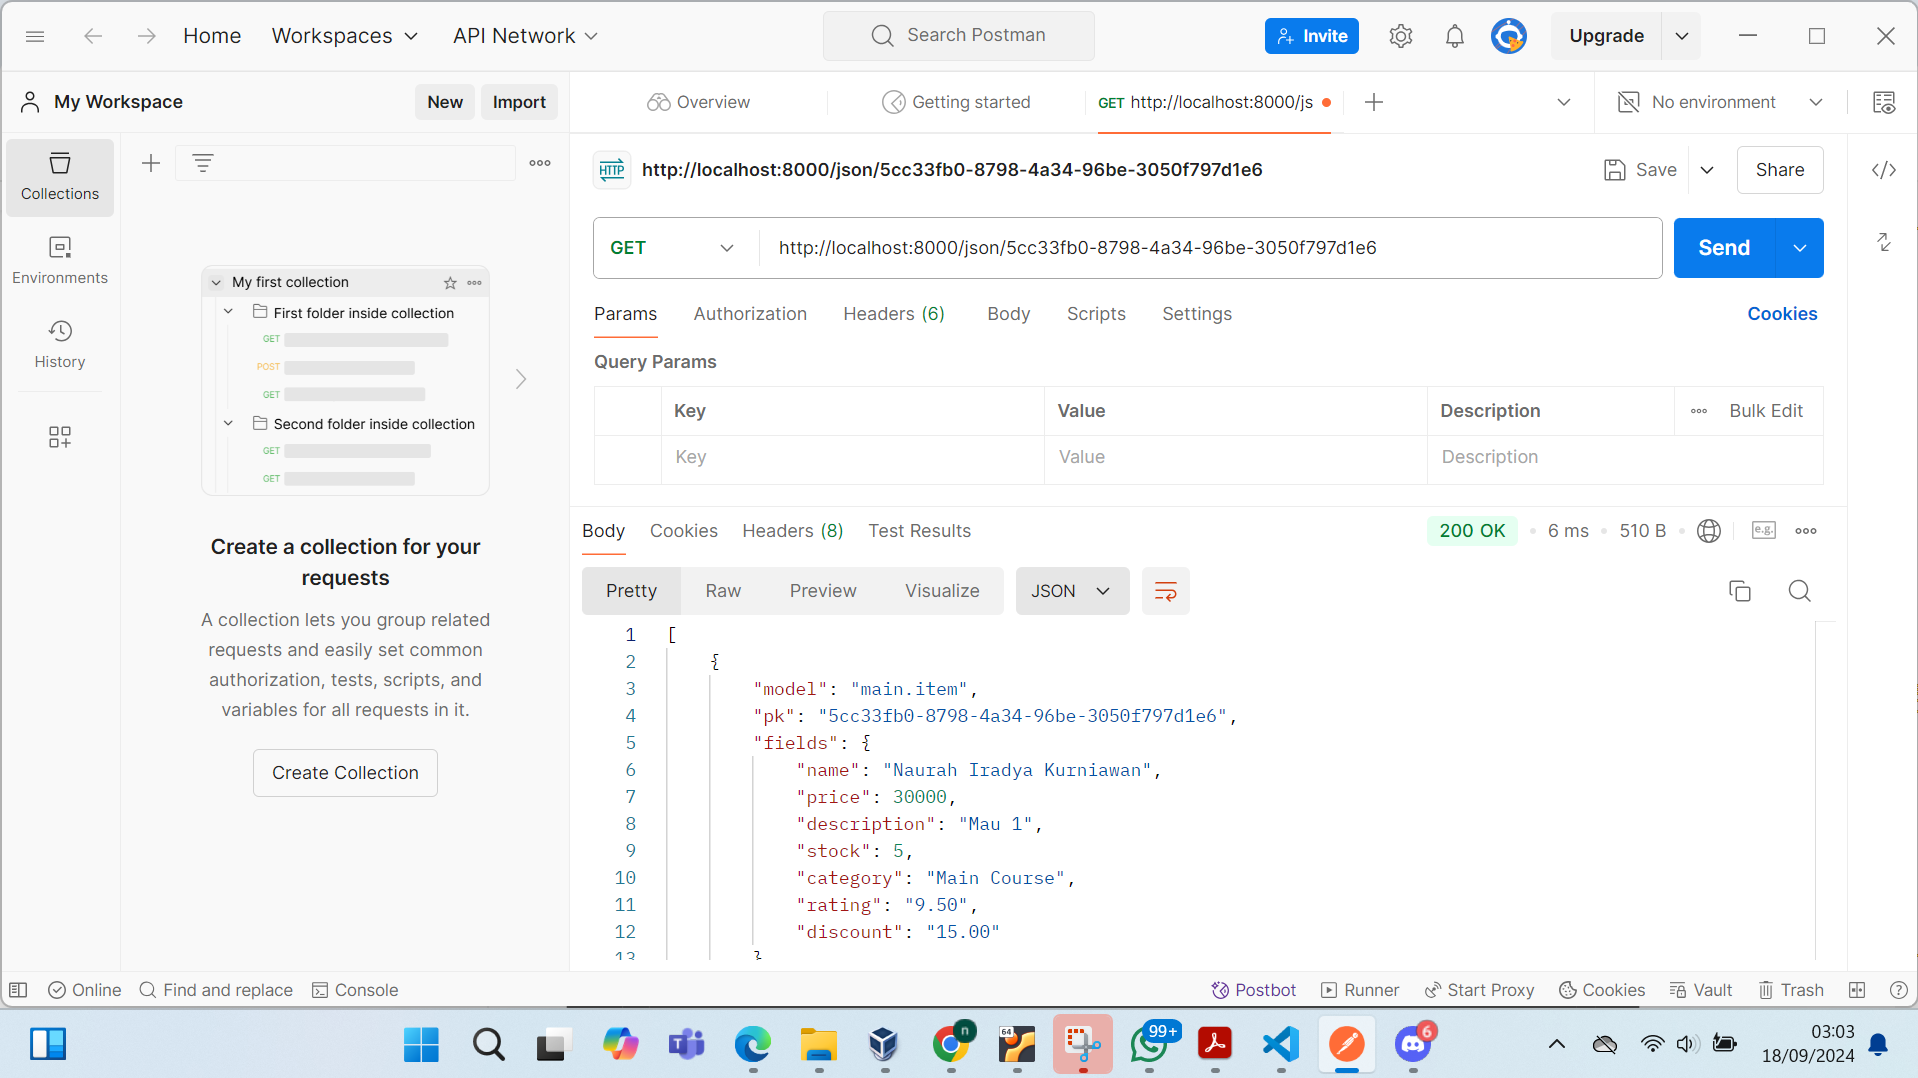 Home
Workspaces
API Network
Search Postman
Invite
Upgrade
My Workspace
New
Import
Overview
Getting started
GET http://localhost:8000/js
No environment
Collections
Environments
History
My first collection
First folder inside collection
GET
POST
GET
Second folder inside collection
GET
GET
Create a collection for your
requests
A collection lets you group related
requests and easily set common
authorization, tests, scripts, and
variables for all requests in it.
Create Collection
HTTP
http://localhost:8000/json/5cc33fb0-8798-4a34-96be-3050f797d1e6
Save
Share
GET
http://localhost:8000/json/5cc33fb0-8798-4a34-96be-3050f797d1e6
Send
Params
Authorization
Headers (6)
Body
Scripts
Settings
Cookies
Query Params
Key
Value
Description
Bulk Edit
Key
Value
Description
Body
Cookies
Headers (8)
Test Results
200 OK
6 ms
510 B
e.g.
Pretty
Raw
Preview
Visualize
JSON
1 [
2 {
3 "model": "main.item",
4 "pk": "5cc33fb0-8798-4a34-96be-3050f797d1e6",
5 "fields": {
6 "name": "Naurah Iradya Kurniawan",
7 "price": 30000,
8 "description": "Mau 1",
9 "stock": 5,
10 "category": "Main Course",
11 "rating": "9.50",
12 "discount": "15.00"
13 }
Online
Find and replace
Console
Postbot
Runner
Start Proxy
Cookies
Vault
Trash
n
64
99+
6
03:03
18/09/2024